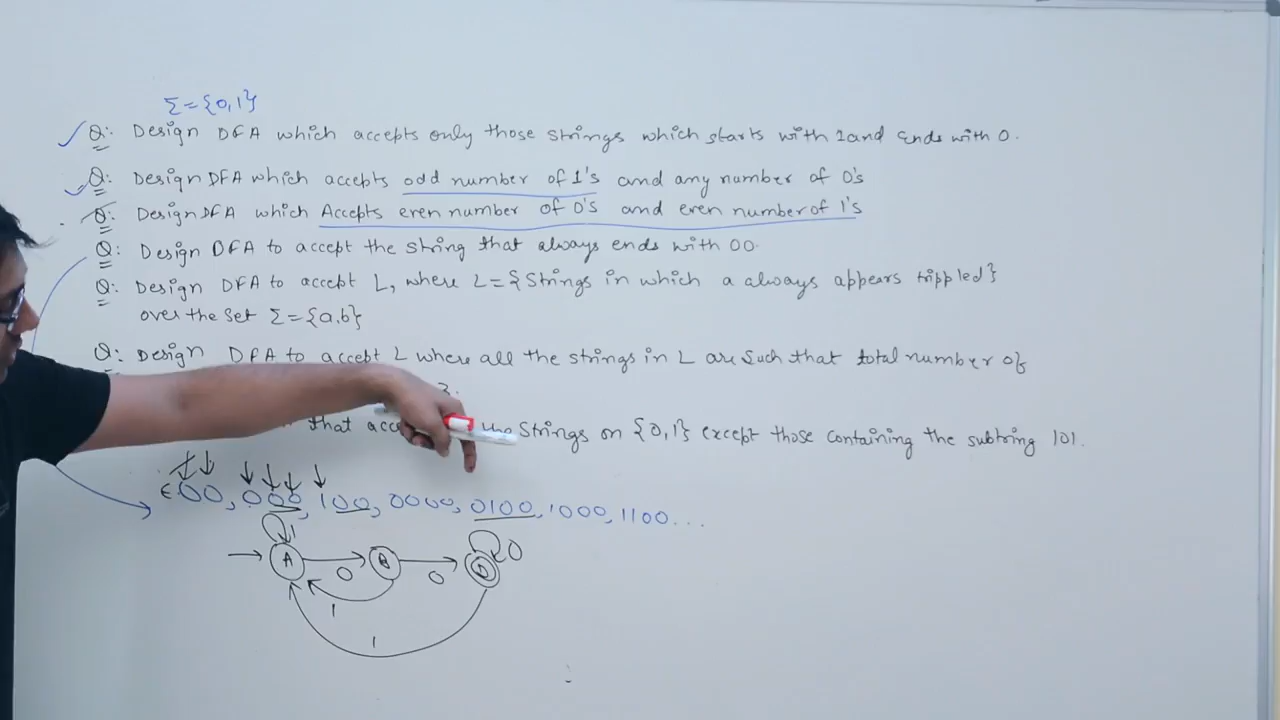 Σ={0,1}
Q: Design DFA which accepts only those strings which starts with 1 and Ends with 0.
Q: Design DFA which accepts odd number of 1's and any number of 0's
Q: Design DFA which Accepts even number of 0's and even number of 1's
Q: Design DFA to accept the string that always ends with 00.
Q: Design DFA to accept L, where L={Strings in which a always appears trippled}
over the set Σ={a,b}
Q: Design DFA to accept L where all the strings in L are such that total number of
3.
that the Strings on {0,1} except those containing the substring 101.
ε 00, 000, 100, 0000, 0100, 1000, 1100...
1 0
A B D
0 0
1
1